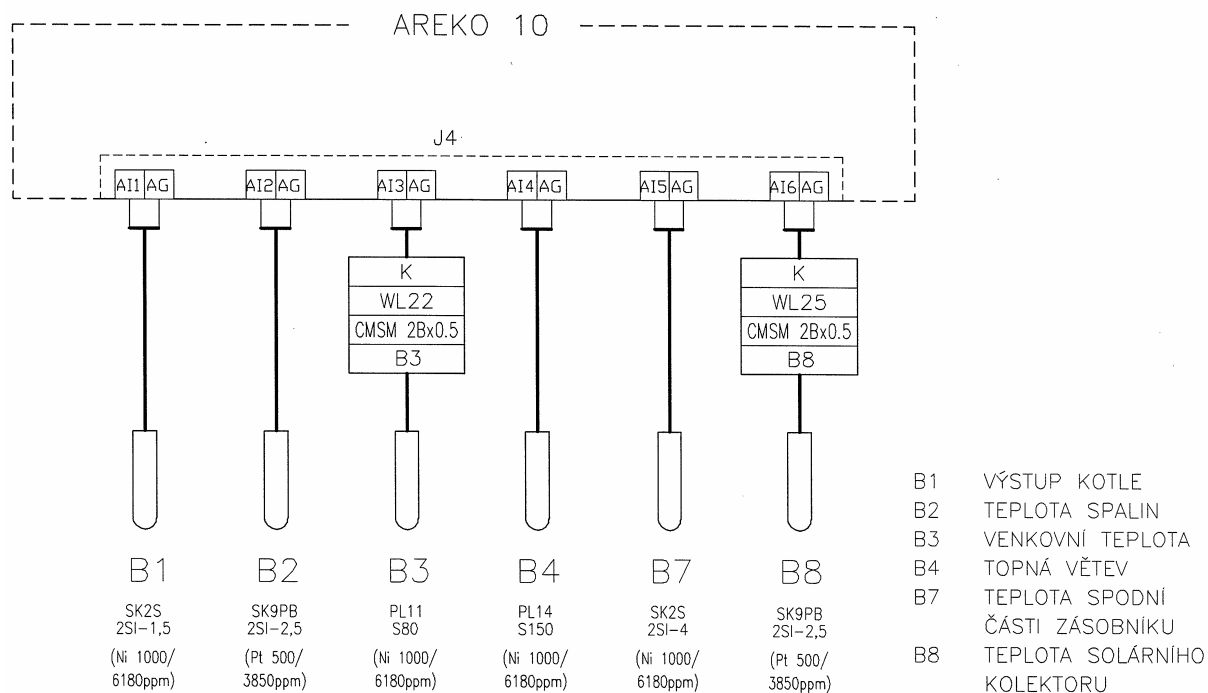 AREKO 10
J4
AI1 AG AI2 AG AI3 AG AI4 AG AI5 AG AI6 AG
K
WL22
CMSM 2Bx0.5
B3
K
WL25
CMSM 2Bx0.5
B8
B1
SK2S
2SI-1,5
(Ni 1000/
6180ppm)
B2
SK9PB
2SI-2,5
(Pt 500/
3850ppm)
B3
PL11
S80
(Ni 1000/
6180ppm)
B4
PL14
S150
(Ni 1000/
6180ppm)
B7
SK2S
2SI-4
(Ni 1000/
6180ppm)
B8
SK9PB
2SI-2,5
(Pt 500/
3850ppm)
B1 VÝSTUP KOTLE
B2 TEPLOTA SPALIN
B3 VENKOVNÍ TEPLOTA
B4 TOPNÁ VĚTEV
B7 TEPLOTA SPODNÍ
ČÁSTI ZÁSOBNÍKU
B8 TEPLOTA SOLÁRNÍHO
KOLEKTORU